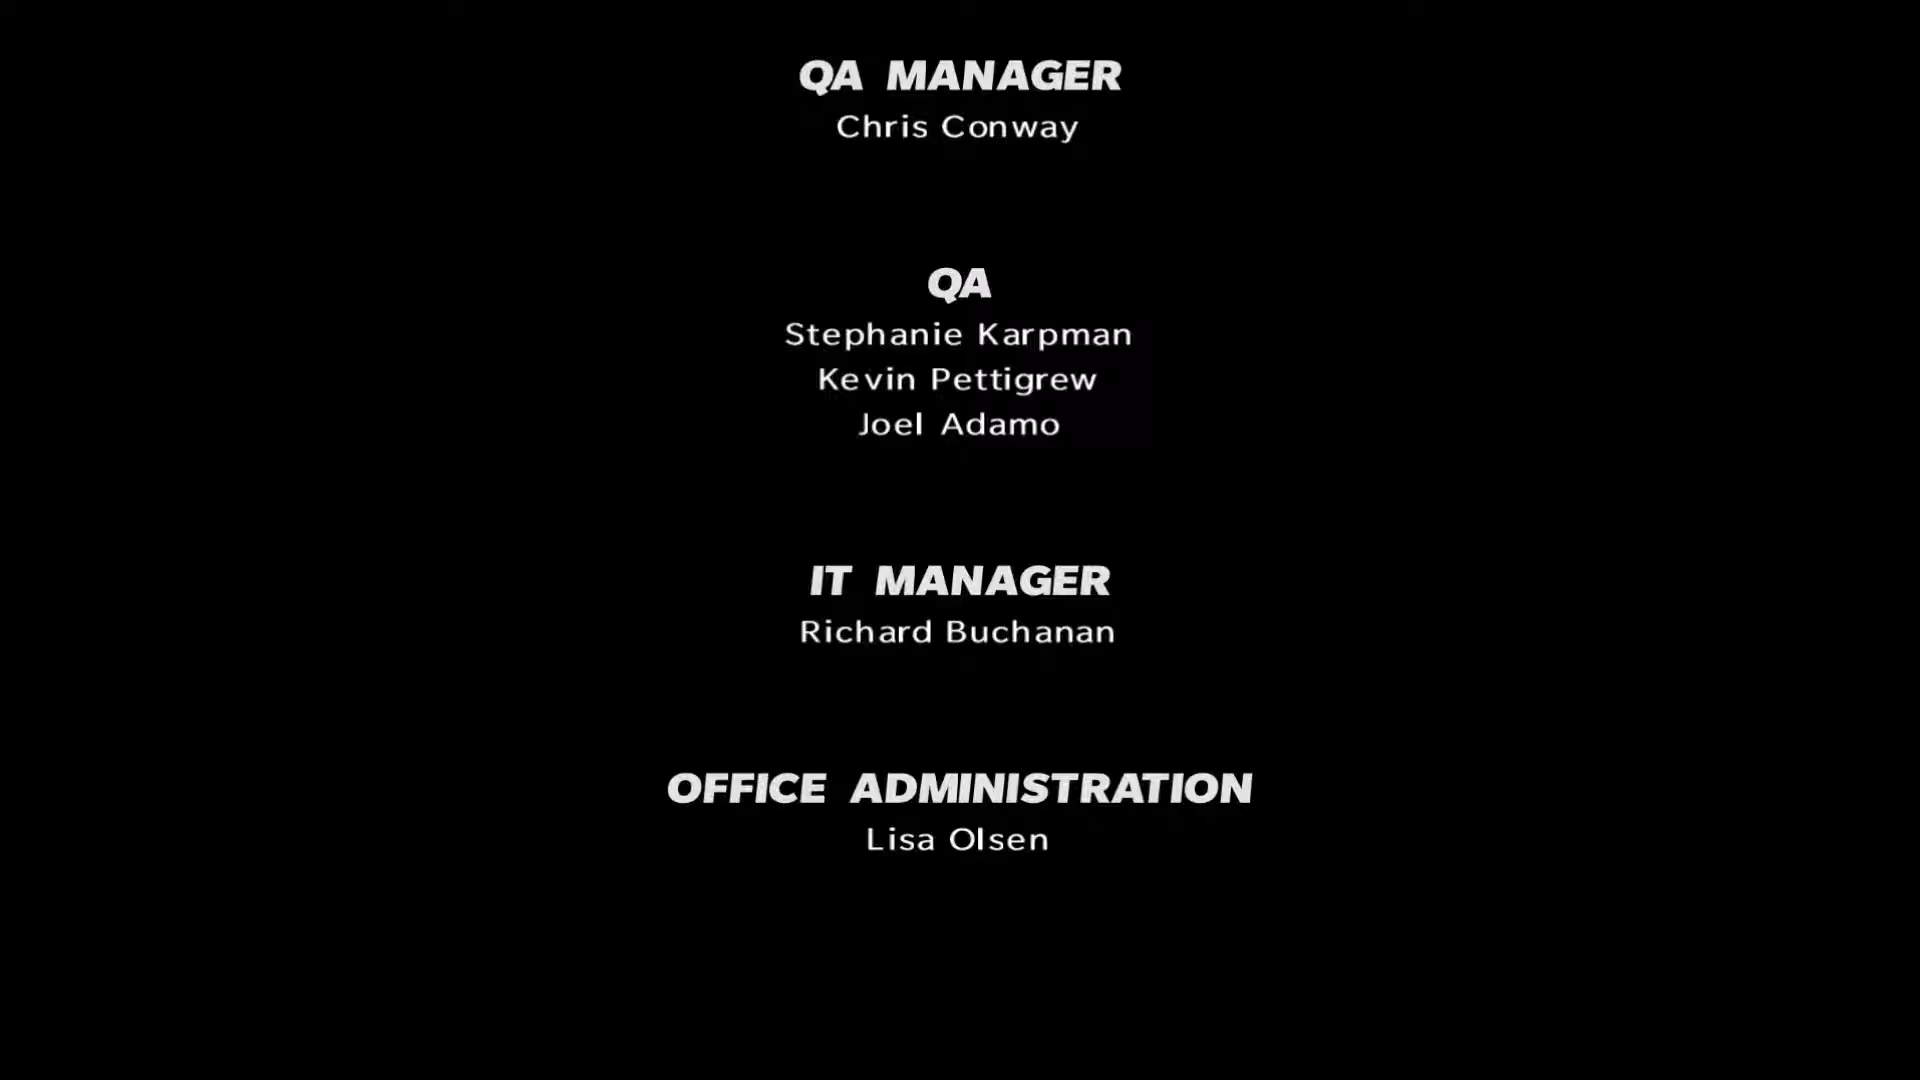 QA MANAGER
Chris Conway
QA
Stephanie Karpman
Kevin Pettigrew
Joel Adamo
IT MANAGER
Richard Buchanan
OFFICE ADMINISTRATION
Lisa Olsen